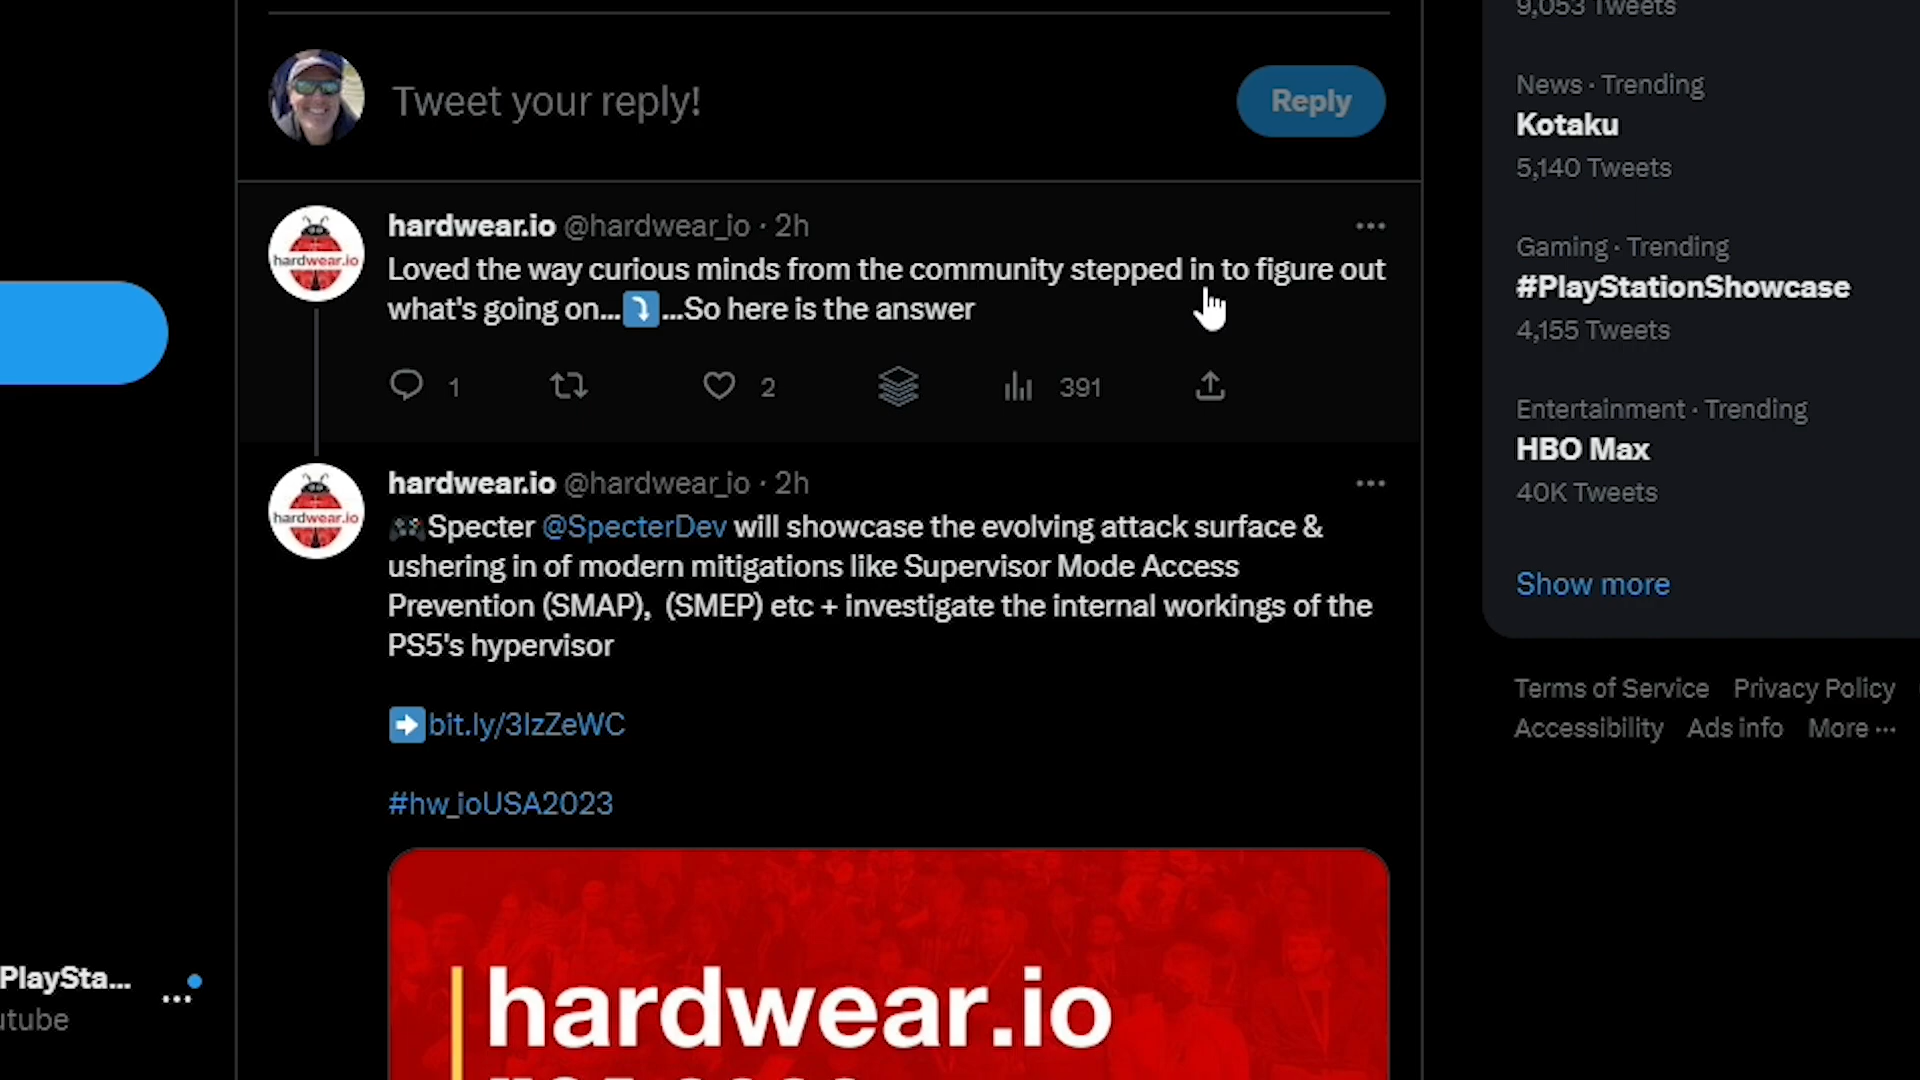 9,053 Tweets
Tweet your reply!
Reply
News · Trending
Kotaku
5,140 Tweets
hardwear.io @hardwear_io · 2h
Loved the way curious minds from the community stepped in to figure out
what's going on...⤵️...So here is the answer
hardwear.io
1
2
391
Gaming · Trending
#PlayStationShowcase
4,155 Tweets
Entertainment · Trending
HBO Max
40K Tweets
Show more
hardwear.io @hardwear_io · 2h
🎮Specter @SpecterDev will showcase the evolving attack surface &
ushering in of modern mitigations like Supervisor Mode Access
Prevention (SMAP), (SMEP) etc + investigate the internal workings of the
PS5's hypervisor
hardwear.io
➡️bit.ly/3IzZeWC
#hw_ioUSA2023
Terms of Service Privacy Policy
Accessibility Ads info More ···
PlaySta...
utube
hardwear.io